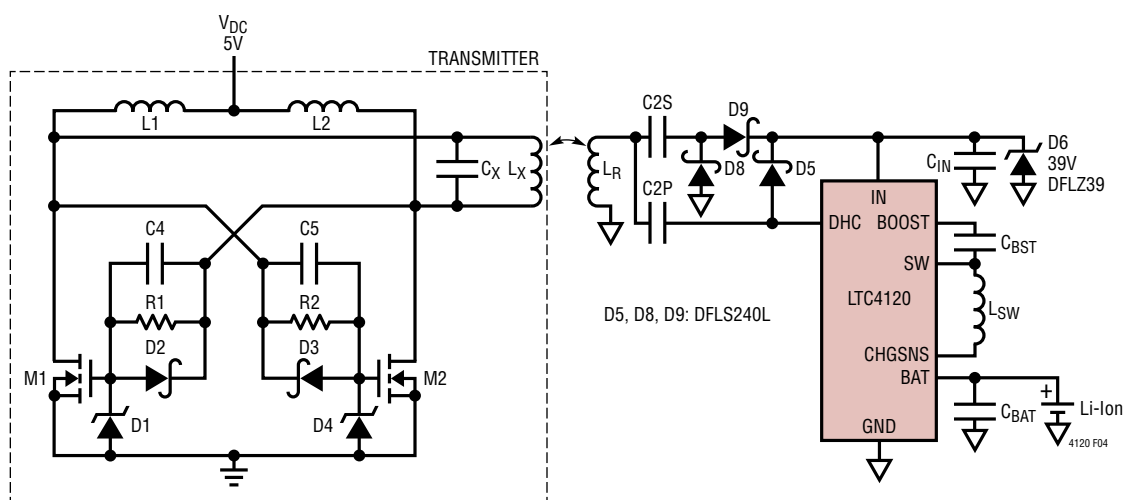 VDC
5V
TRANSMITTER
L1
L2
CX
LX
LR
C2S
C2P
D9
D8
D5
CIN
D6
39V
DFLZ39
IN
DHC
BOOST
SW
LTC4120
CHGSNS
BAT
GND
CBST
LSW
CBAT
+
Li-Ion
4120 F04
D5, D8, D9: DFLS240L
C4
C5
R1
R2
D2
D3
M1
M2
D1
D4